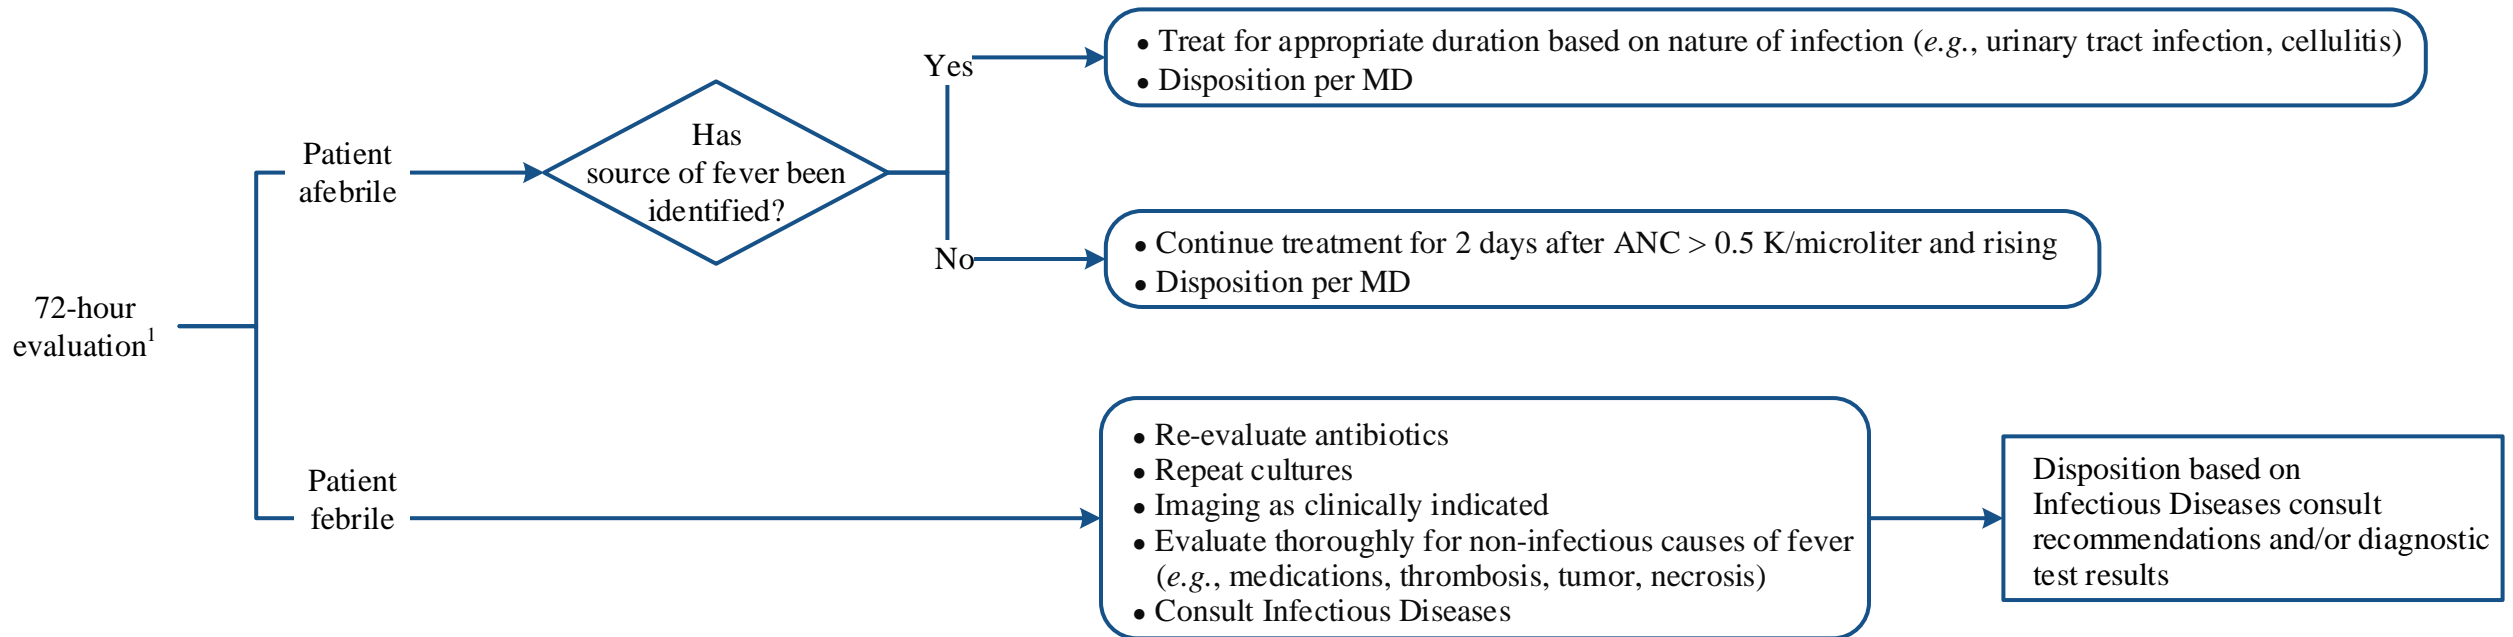 72-hour
evaluation1
Patient
afebrile
Has
source of fever been
identified?
Yes
• Treat for appropriate duration based on nature of infection (e.g., urinary tract infection, cellulitis)
• Disposition per MD
No
• Continue treatment for 2 days after ANC > 0.5 K/microliter and rising
• Disposition per MD
Patient
febrile
• Re-evaluate antibiotics
• Repeat cultures
• Imaging as clinically indicated
• Evaluate thoroughly for non-infectious causes of fever
(e.g., medications, thrombosis, tumor, necrosis)
• Consult Infectious Diseases
Disposition based on
Infectious Diseases consult
recommendations and/or diagnostic
test results